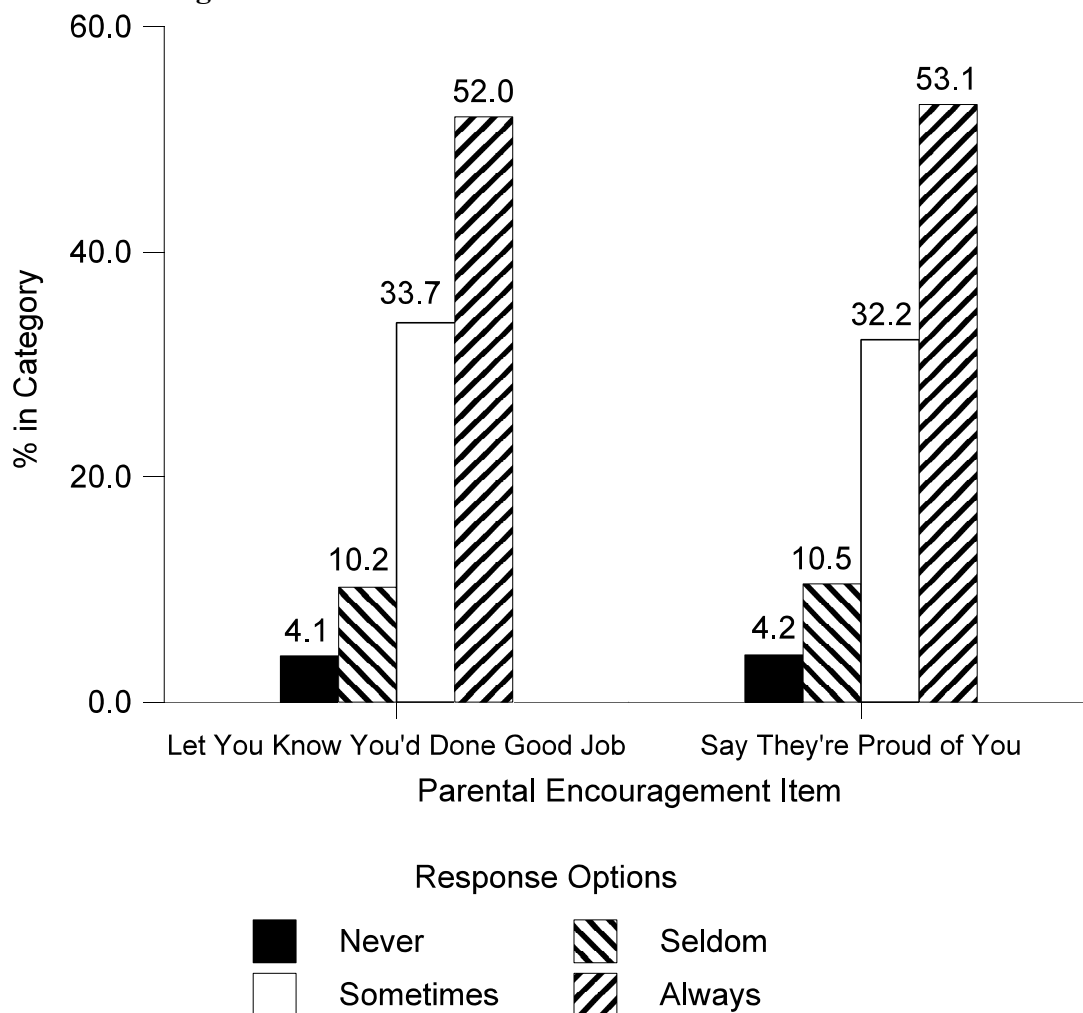 60.0
53.1
52.0
40.0
33.7
32.2
% in Category
20.0
10.2
10.5
4.1
4.2
0.0
Let You Know You'd Done Good Job
Say They're Proud of You
Parental Encouragement Item
Response Options
Never
Seldom
Sometimes
Always